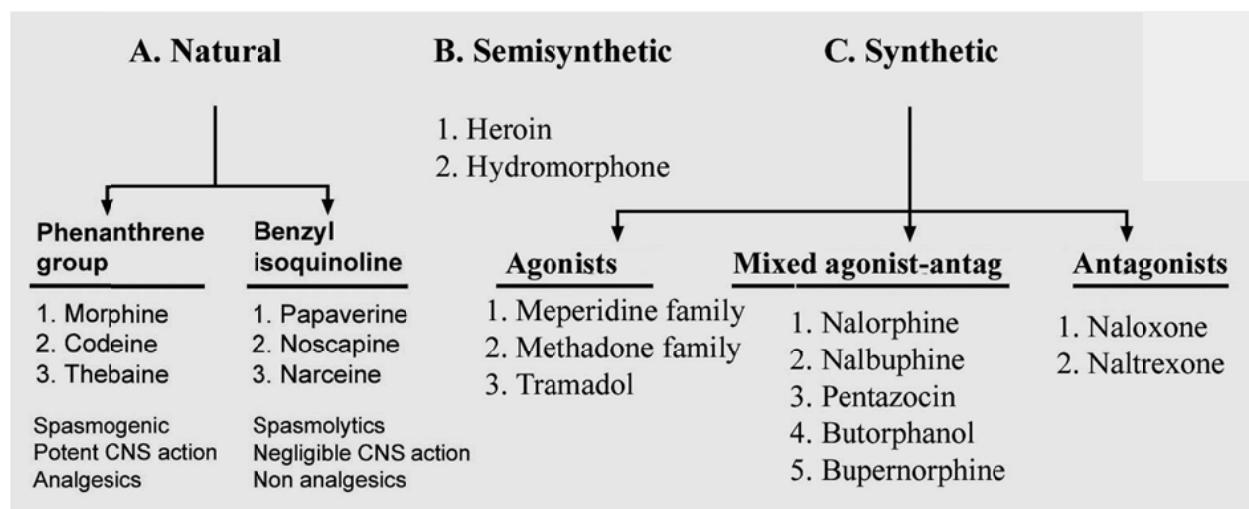 A. Natural
B. Semisynthetic
C. Synthetic
1. Heroin
2. Hydromorphone
Phenanthrene
group
1. Morphine
2. Codeine
3. Thebaine
Spasmogenic
Potent CNS action
Analgesics
Benzyl
isoquinoline
1. Papaverine
2. Noscapine
3. Narceine
Spasmolytics
Negligible CNS action
Non analgesics
Agonists
1. Meperidine family
2. Methadone family
3. Tramadol
Mixed agonist-antag
1. Nalorphine
2. Nalbuphine
3. Pentazocin
4. Butorphanol
5. Bupernorphine
Antagonists
1. Naloxone
2. Naltrexone